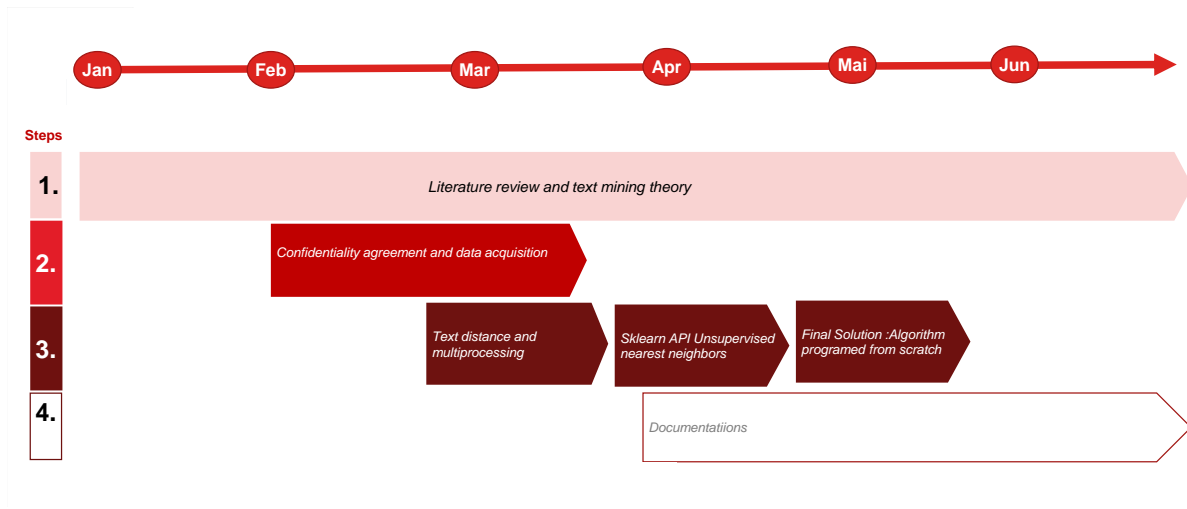 Jan Feb Mar Apr Mai Jun
Steps
1.
Literature review and text mining theory
2.
Confidentiality agreement and data acquisition
3.
Text distance and
multiprocessing
Sklearn API Unsupervised
nearest neighbors
Final Solution :Algorithm
programed from scratch
4.
Documentatiions